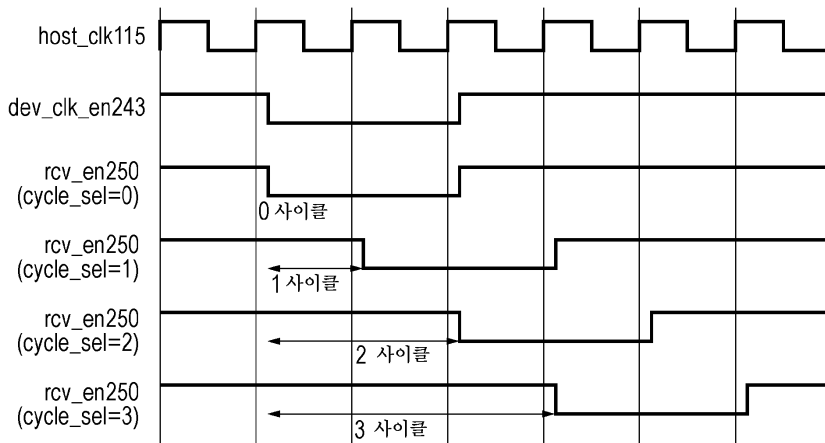 host_clk115
dev_clk_en243
rcv_en250
(cycle_sel=0)
0 사이클
rcv_en250
(cycle_sel=1)
1 사이클
rcv_en250
(cycle_sel=2)
2 사이클
rcv_en250
(cycle_sel=3)
3 사이클